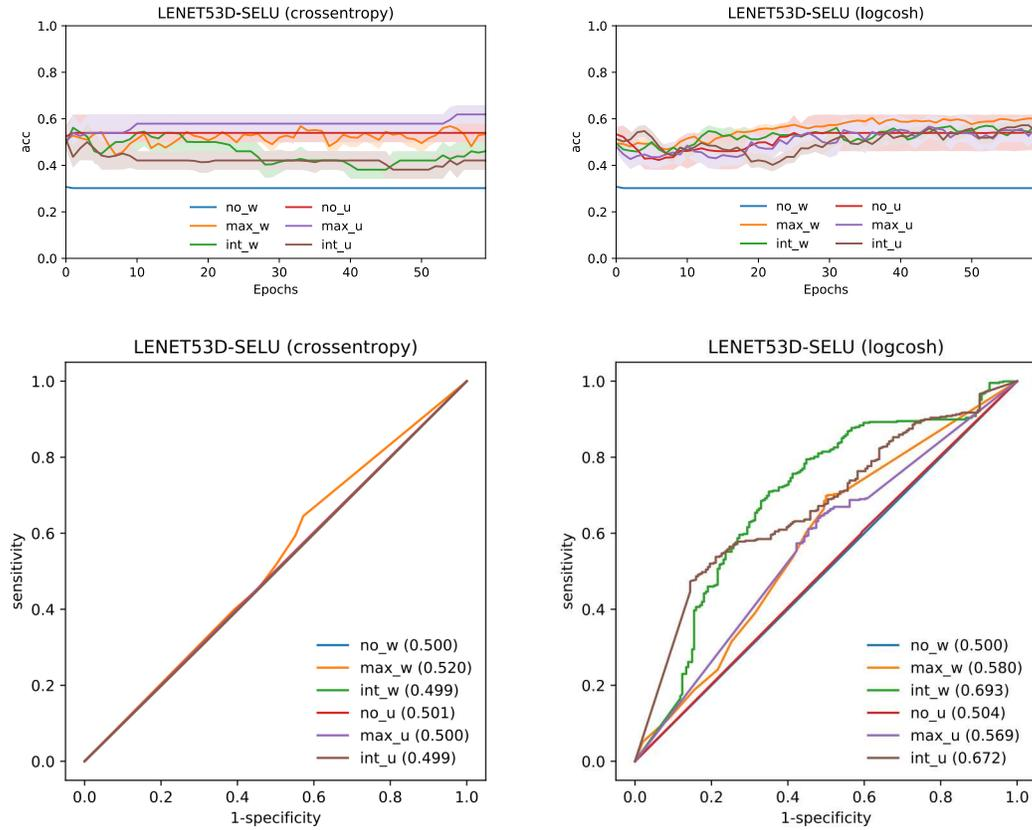 LENET53D-SELU (crossentropy)
1.0
0.8
0.6
0.4
0.2
0.0
acc
no_w no_u
max_w max_u
int_w int_u
0 10 20 30 40 50
Epochs
LENET53D-SELU (logcosh)
1.0
0.8
0.6
0.4
0.2
0.0
acc
no_w no_u
max_w max_u
int_w int_u
0 10 20 30 40 50
Epochs
LENET53D-SELU (crossentropy)
1.0
0.8
0.6
0.4
0.2
0.0
sensitivity
no_w (0.500)
max_w (0.520)
int_w (0.499)
no_u (0.501)
max_u (0.500)
int_u (0.499)
0.0 0.2 0.4 0.6 0.8 1.0
1-specificity
LENET53D-SELU (logcosh)
1.0
0.8
0.6
0.4
0.2
0.0
sensitivity
no_w (0.500)
max_w (0.580)
int_w (0.693)
no_u (0.504)
max_u (0.569)
int_u (0.672)
0.0 0.2 0.4 0.6 0.8 1.0
1-specificity